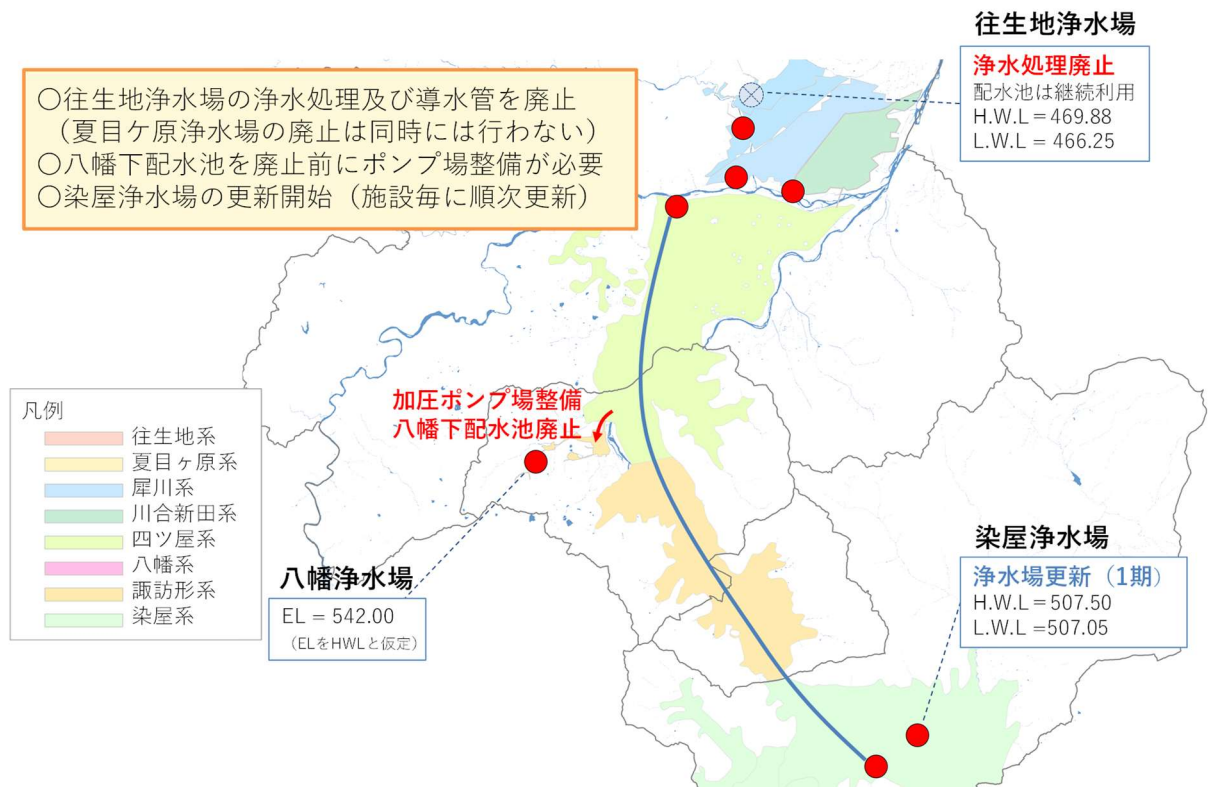 往生地浄水場
浄水処理廃止
配水池は継続利用
H.W.L＝469.88
L.W.L ＝ 466.25
○往生地浄水場の浄水処理及び導水管を廃止
（夏目ケ原浄水場の廃止は同時には行わない）
○八幡下配水池を廃止前にポンプ場整備が必要
○染屋浄水場の更新開始（施設毎に順次更新）
加圧ポンプ場整備
八幡下配水池廃止
凡例
往生地系
夏目ヶ原系
犀川系
川合新田系
四ツ屋系
八幡系
諏訪形系
染屋系
八幡浄水場
EL ＝ 542.00
（ELをHWLと仮定）
染屋浄水場
浄水場更新（1期）
H.W.L＝507.50
L.W.L =507.05